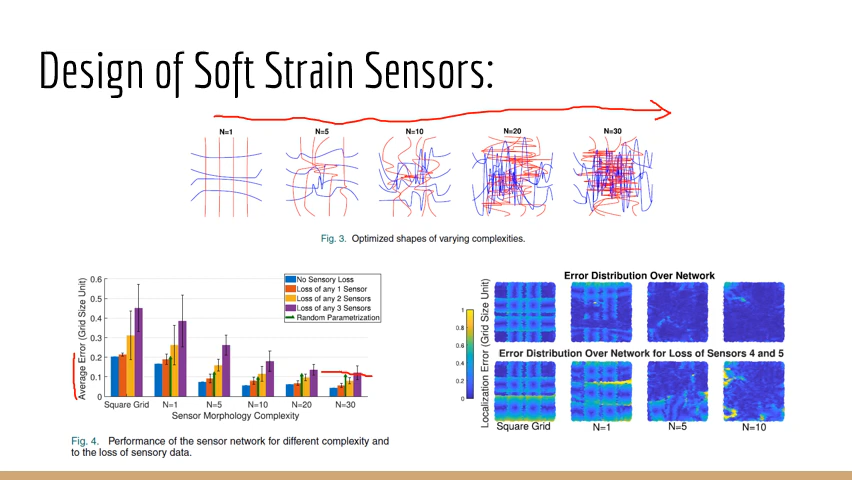 Design of Soft Strain Sensors:
N=1 N=5 N=10 N=20 N=30
Fig. 3. Optimized shapes of varying complexities.
0.6
0.5
0.4
0.3
0.2
0.1
0
Average Error (Grid Size Unit)
No Sensory Loss
Loss of any 1 Sensor
Loss of any 2 Sensors
Loss of any 3 Sensors
Random Parametrization
Square Grid N=1 N=5 N=10 N=20 N=30
Sensor Morphology Complexity
Fig. 4. Performance of the sensor network for different complexity and
to the loss of sensory data.
Error Distribution Over Network
Localization Error (Grid Size Unit)
1
0.8
0.6
0.4
0.2
0
Error Distribution Over Network for Loss of Sensors 4 and 5
Square Grid N=1 N=5 N=10